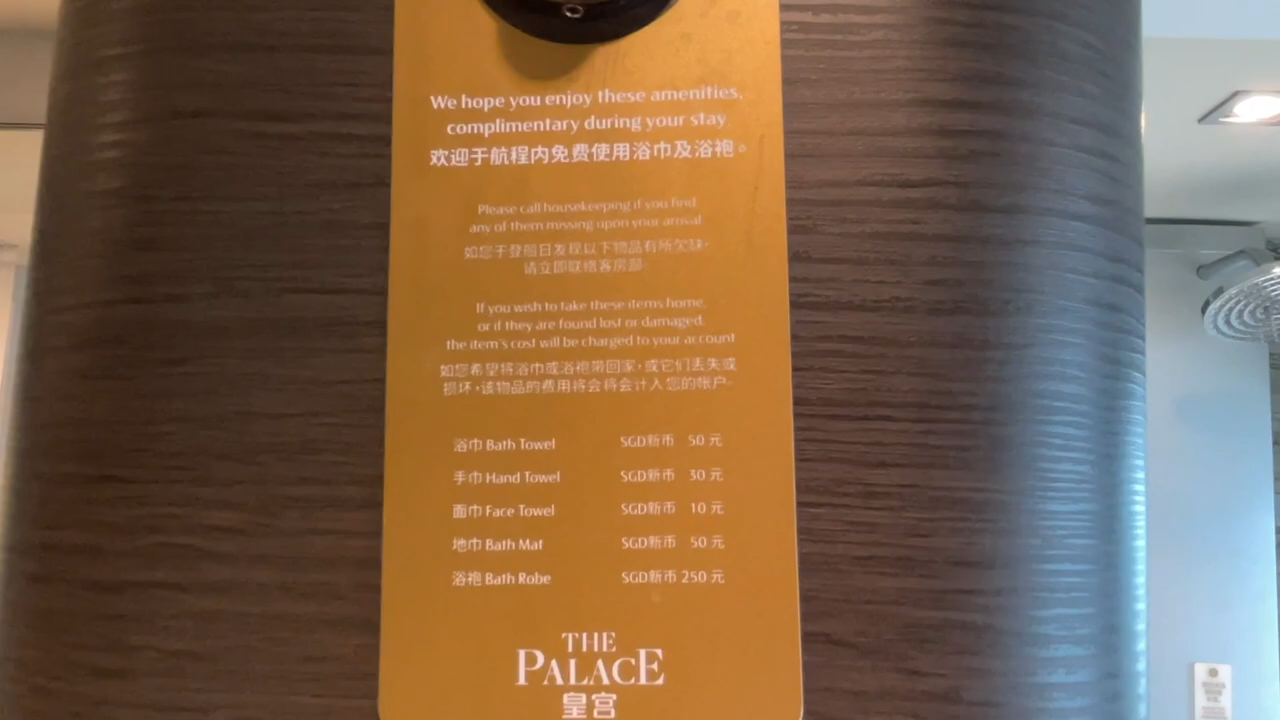 We hope you enjoy these amenities,
complimentary during your stay.
欢迎于航程内免费使用浴巾及浴袍。
Please call housekeeping if you find
any of them missing upon your arrival.
如您于登船日发现以下物品有所欠缺，
请立即联络客房部。
If you wish to take these items home,
or if they are found lost or damaged,
the item's cost will be charged to your account
如您希望将浴巾或浴袍带回家，或它们丢失或
损坏，该物品的费用将会将会计入您的帐户。
浴巾 Bath Towel SGD新币 50 元
手巾 Hand Towel SGD新币 30 元
面巾 Face Towel SGD新币 10 元
地巾 Bath Mat SGD新币 50 元
浴袍 Bath Robe SGD新币 250 元
THE
PALACE
皇宫